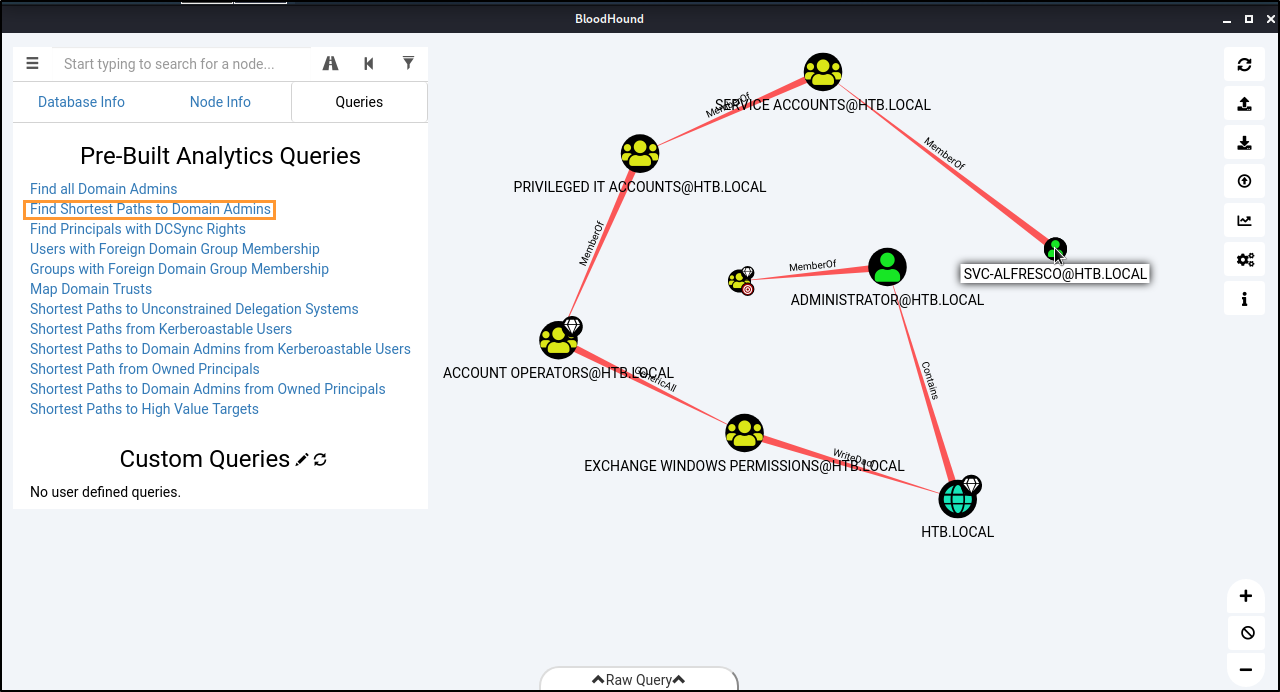 BloodHound
Start typing to search for a node...
Database Info
Node Info
Queries
Pre-Built Analytics Queries
Find all Domain Admins
Find Shortest Paths to Domain Admins
Find Principals with DCSync Rights
Users with Foreign Domain Group Membership
Groups with Foreign Domain Group Membership
Map Domain Trusts
Shortest Paths to Unconstrained Delegation Systems
Shortest Paths from Kerberoastable Users
Shortest Paths to Domain Admins from Kerberoastable Users
Shortest Path from Owned Principals
Shortest Paths to Domain Admins from Owned Principals
Shortest Paths to High Value Targets
Custom Queries
No user defined queries.
MemberOf
SERVICE ACCOUNTS@HTB.LOCAL
MemberOf
PRIVILEGED IT ACCOUNTS@HTB.LOCAL
MemberOf
MemberOf
SVC-ALFRESCO@HTB.LOCAL
ADMINISTRATOR@HTB.LOCAL
ACCOUNT OPERATORS@HTB.LOCAL
GenericAll
Contains
WriteDacl
EXCHANGE WINDOWS PERMISSIONS@HTB.LOCAL
HTB.LOCAL
Raw Query